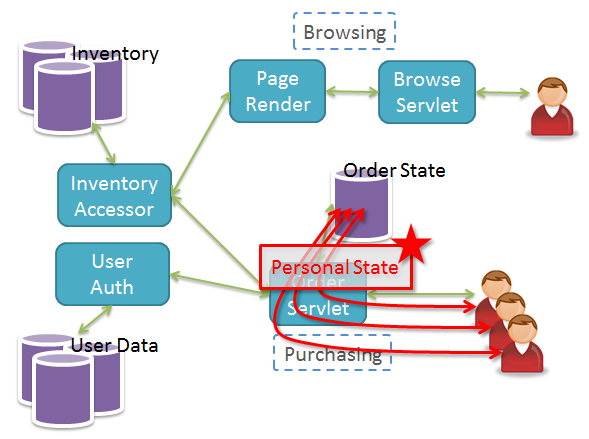 Browsing
Inventory
Page
Render
Browse
Servlet
Order State
Inventory
Accessor
User
Auth
Personal State
Order
Servlet
User Data
Purchasing